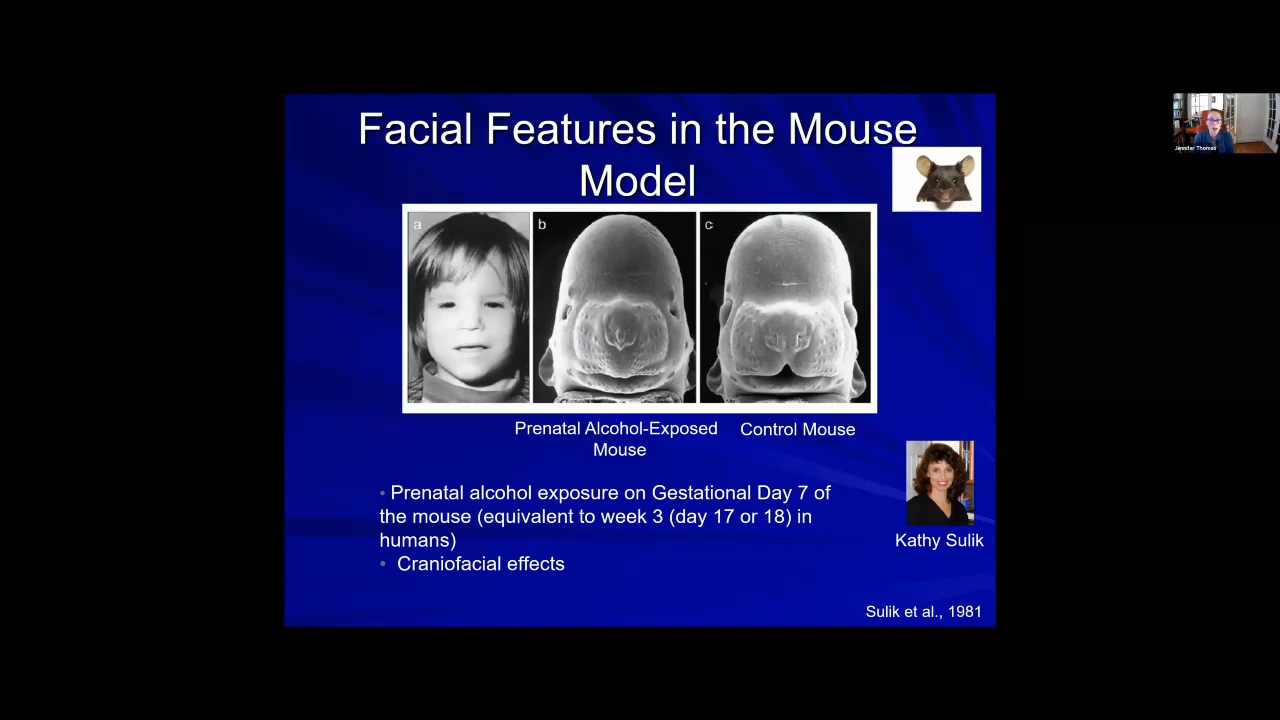 Facial Features in the Mouse
Model
a
b
c
Prenatal Alcohol-Exposed
Mouse
Control Mouse
• Prenatal alcohol exposure on Gestational Day 7 of
the mouse (equivalent to week 3 (day 17 or 18) in
humans)
• Craniofacial effects
Kathy Sulik
Sulik et al., 1981
Jennifer Thomas